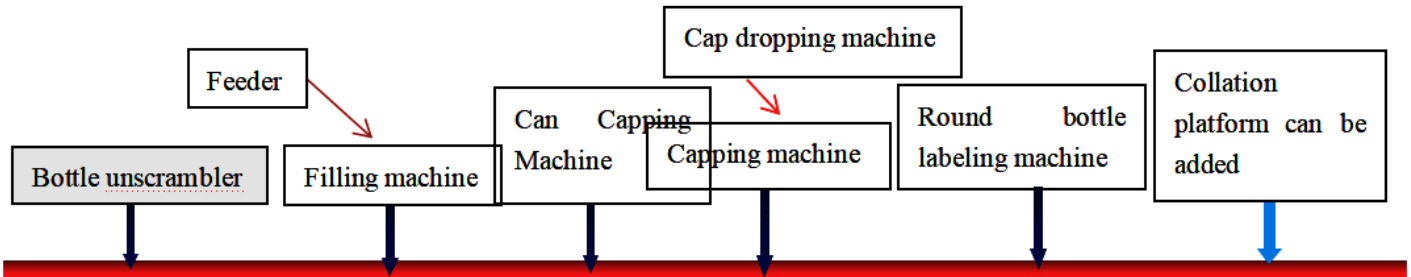 Bottle unscrambler
Feeder
Filling machine
Can Capping
Machine
Cap dropping machine
Capping machine
Round bottle
labeling machine
Collation
platform can be
added